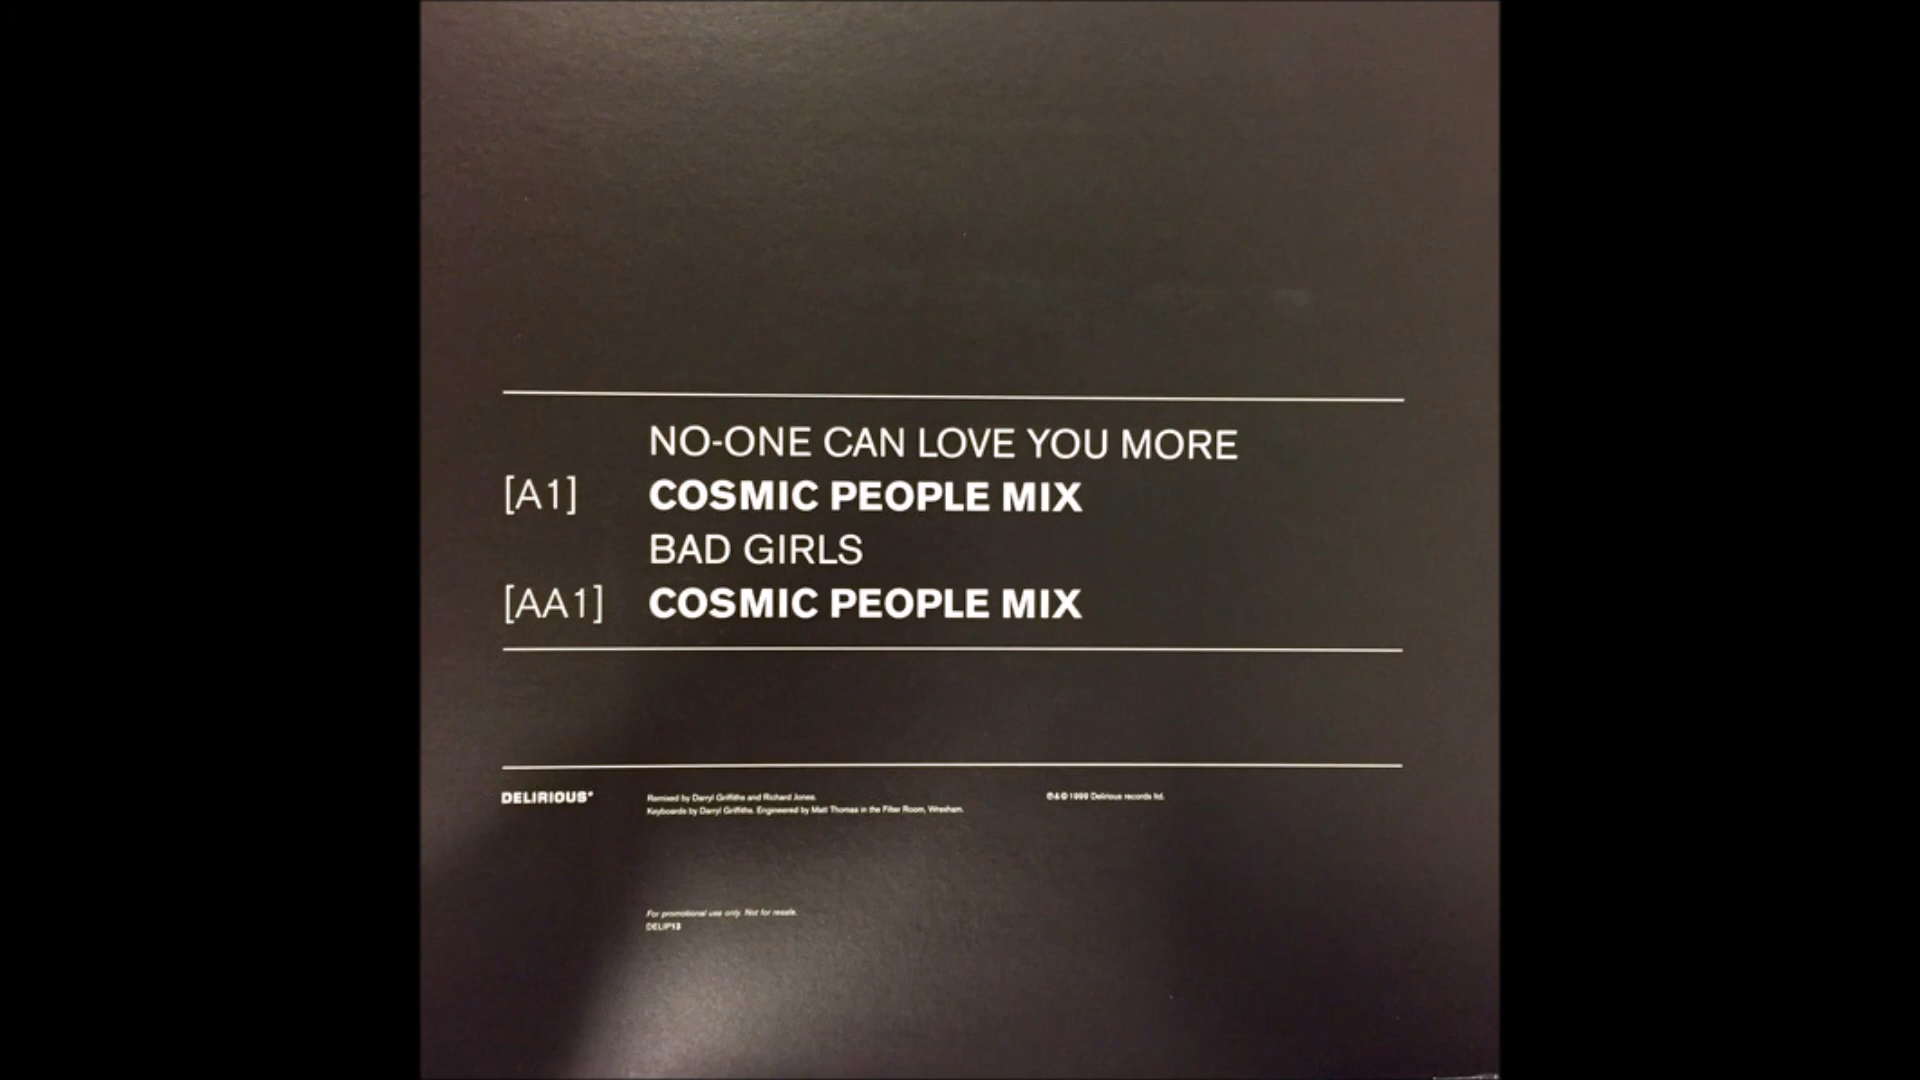 NO-ONE CAN LOVE YOU MORE
[A1] COSMIC PEOPLE MIX
BAD GIRLS
[AA1] COSMIC PEOPLE MIX
DELIRIOUS*
Remixed by Darryl Griffiths and Richard Jones.
Keyboards by Darryl Griffiths. Engineered by Matt Thomas in the Filter Room, Wrexham.
℗&© 1999 Delirious records ltd.
For promotional use only. Not for resale.
DELIP13